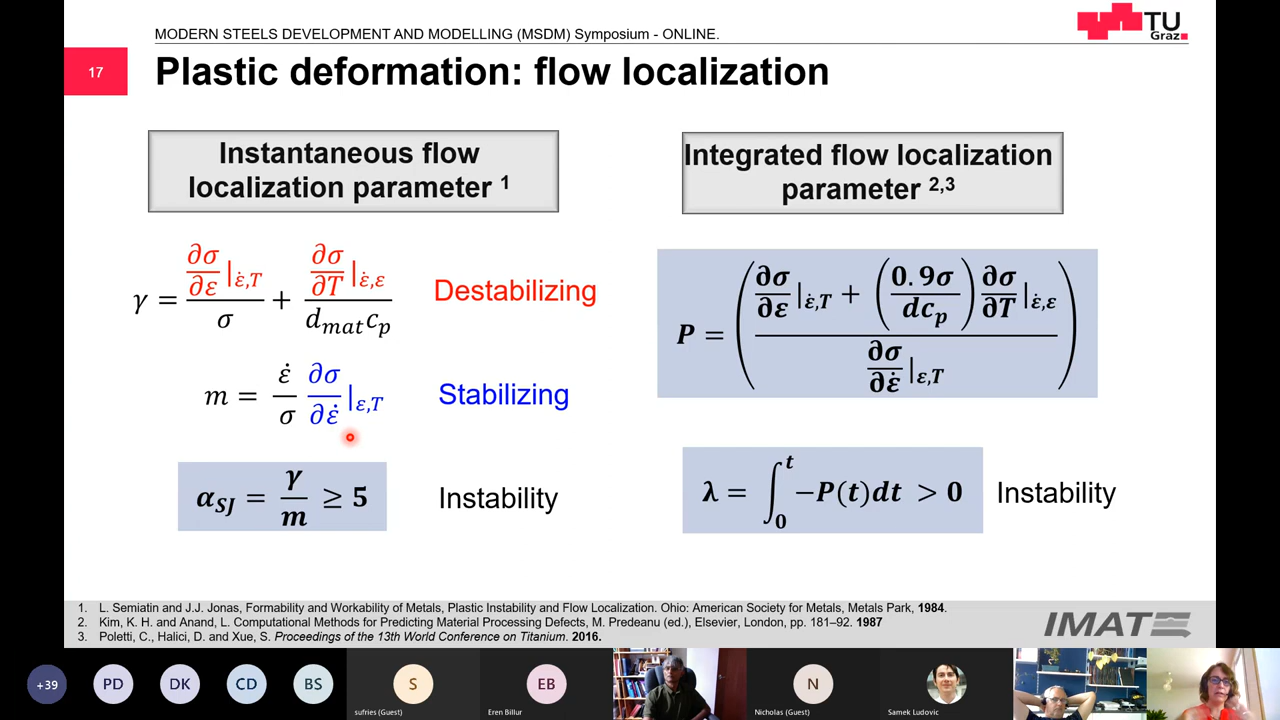 MODERN STEELS DEVELOPMENT AND MODELLING (MSDM) Symposium - ONLINE.
TU
Graz
17
Plastic deformation: flow localization
Instantaneous flow
localization parameter 1
Integrated flow localization
parameter 2,3
γ = (∂σ/∂ε |ε̇,T)/σ + (∂σ/∂T |ε̇,ε)/(d_mat c_p)
Destabilizing
m = ε̇/σ ∂σ/∂ε̇ |ε,T
Stabilizing
α_SJ = γ/m ≥ 5
Instability
P = ((∂σ/∂ε |ε̇,T + (0.9σ/dc_p) ∂σ/∂T |ε̇,ε)/(∂σ/∂ε̇ |ε,T))
λ = ∫₀ᵗ −P(t)dt > 0
Instability
1. L. Semiatin and J.J. Jonas, Formability and Workability of Metals, Plastic Instability and Flow Localization. Ohio: American Society for Metals, Metals Park, 1984.
2. Kim, K. H. and Anand, L. Computational Methods for Predicting Material Processing Defects, M. Predeanu (ed.), Elsevier, London, pp. 181–92. 1987
3. Poletti, C., Halici, D. and Xue, S. Proceedings of the 13th World Conference on Titanium. 2016.
IMATE
+39
PD
DK
CD
BS
S
sufries (Guest)
EB
Eren Billur
N
Nicholas (Guest)
Samek Ludovic